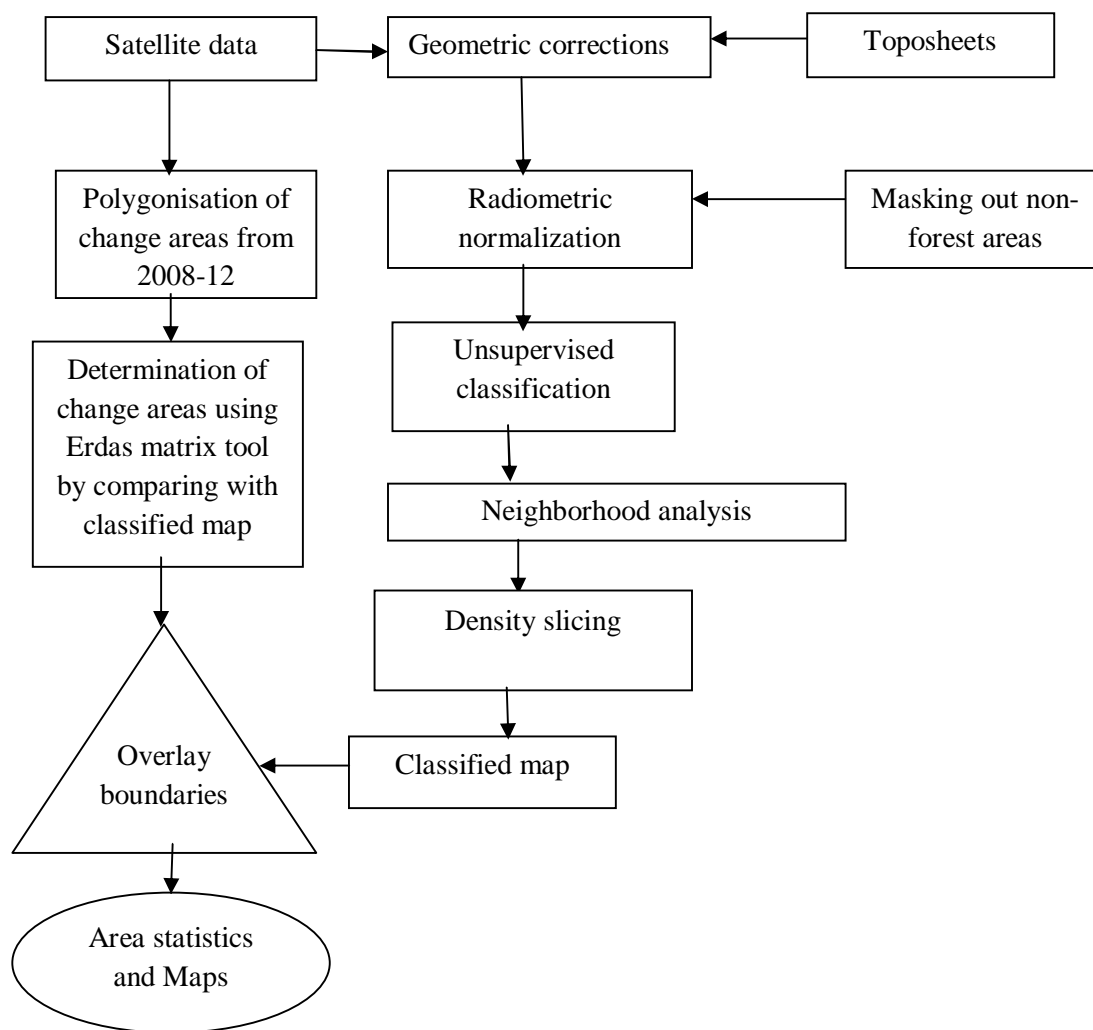 Satellite data
Geometric corrections
Toposheets
Polygonisation of
change areas from
2008-12
Radiometric
normalization
Masking out non-
forest areas
Determination of
change areas using
Erdas matrix tool
by comparing with
classified map
Unsupervised
classification
Neighborhood analysis
Density slicing
Overlay
boundaries
Classified map
Area statistics
and Maps